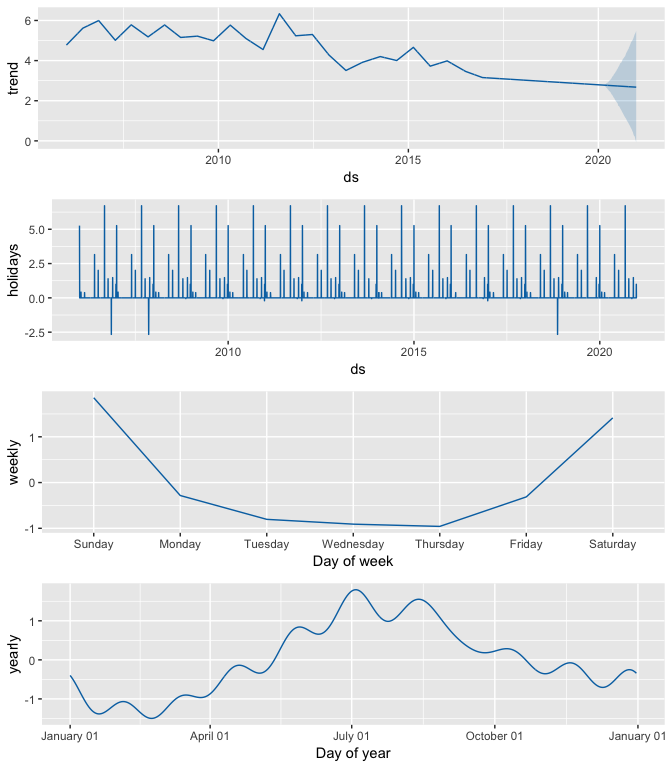 6
4
2
0
trend
2010 2015 2020
ds
5.0
2.5
0.0
-2.5
holidays
2010 2015 2020
ds
1
0
-1
weekly
Sunday Monday Tuesday Wednesday Thursday Friday Saturday
Day of week
1
0
-1
yearly
January 01 April 01 July 01 October 01 January 01
Day of year